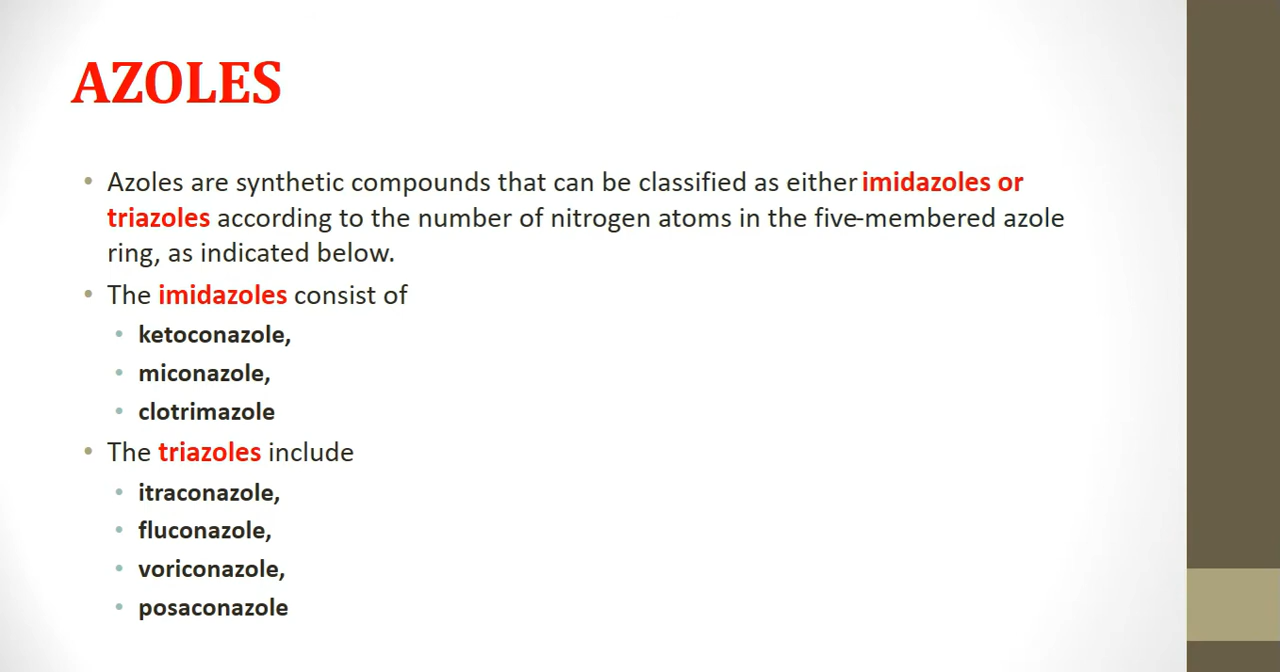 AZOLES
• Azoles are synthetic compounds that can be classified as either imidazoles or
triazoles according to the number of nitrogen atoms in the five-membered azole
ring, as indicated below.
• The imidazoles consist of
• ketoconazole,
• miconazole,
• clotrimazole
• The triazoles include
• itraconazole,
• fluconazole,
• voriconazole,
• posaconazole